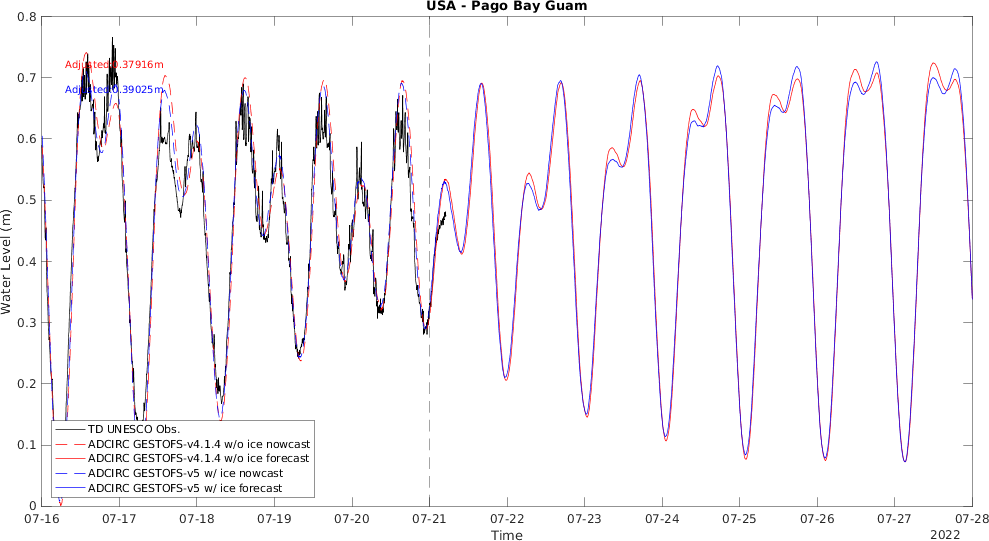 USA - Pago Bay Guam
0.8
0.7
0.6
0.5
0.4
0.3
0.2
0.1
0
Water Level (m)
Adjusted:0.37916m
Adjusted:0.39025m
TD UNESCO Obs.
ADCIRC GESTOFS-v4.1.4 w/o ice nowcast
ADCIRC GESTOFS-v4.1.4 w/o ice forecast
ADCIRC GESTOFS-v5 w/ ice nowcast
ADCIRC GESTOFS-v5 w/ ice forecast
07-16 07-17 07-18 07-19 07-20 07-21 07-22 07-23 07-24 07-25 07-26 07-27 07-28
Time
2022